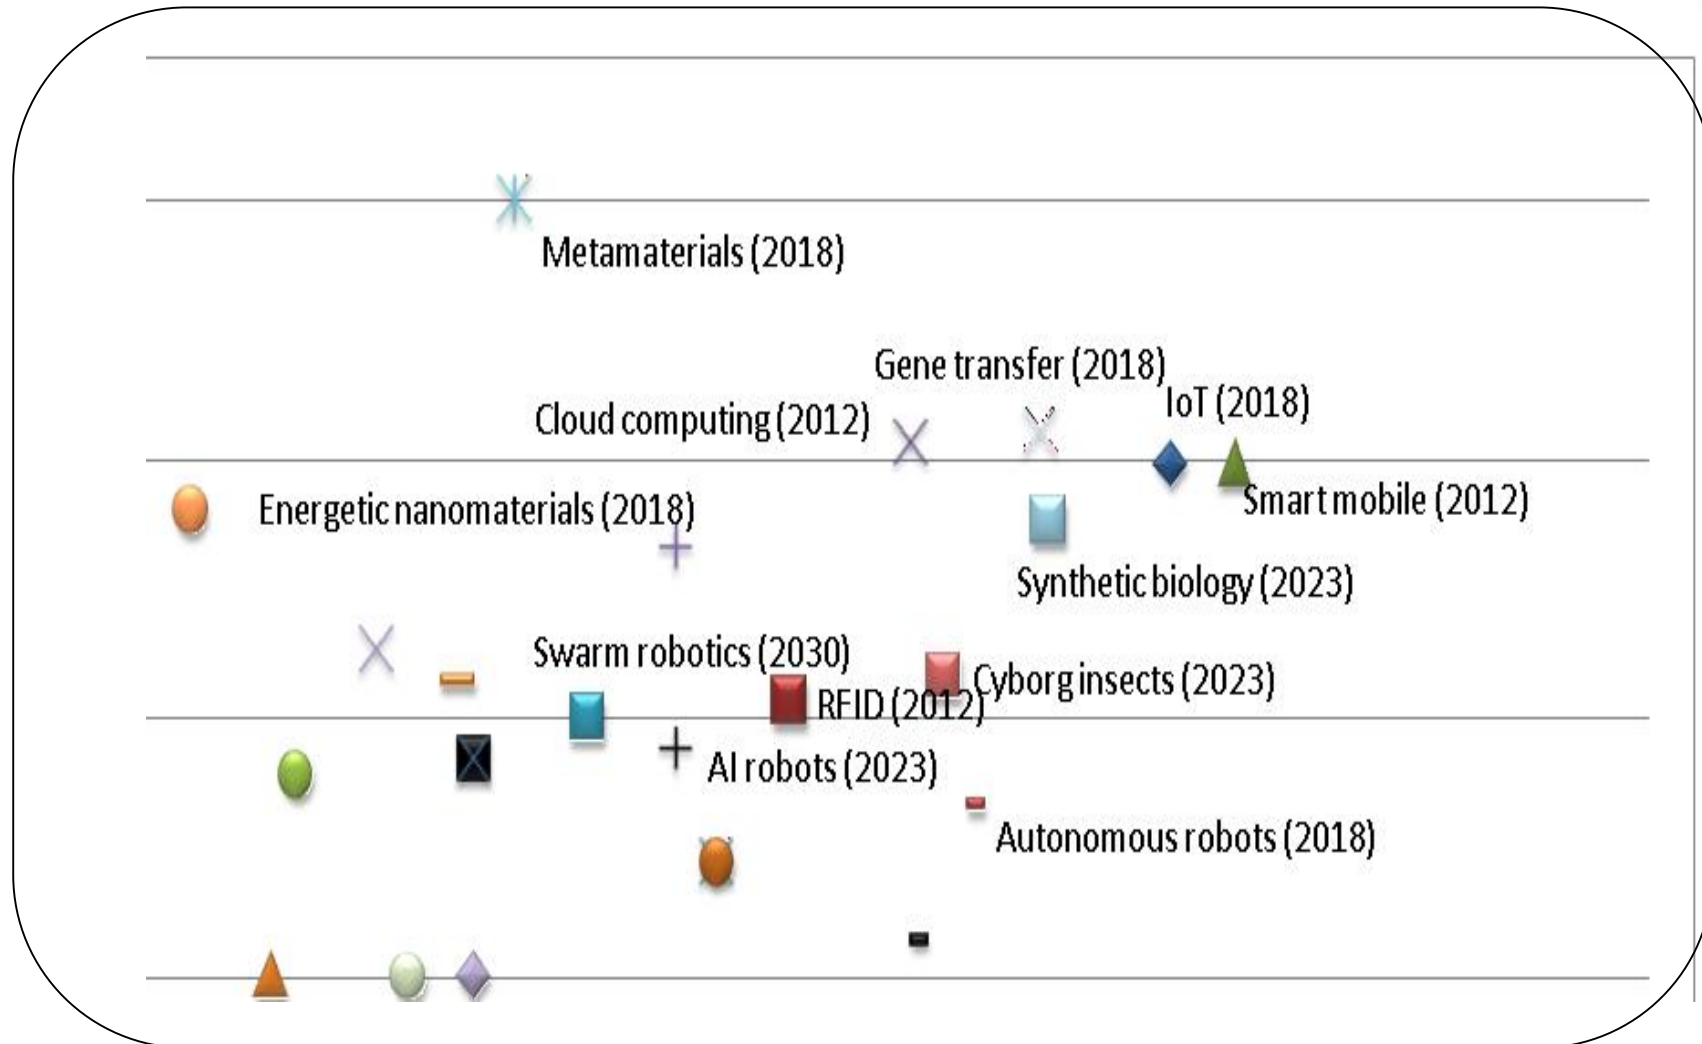 Metamaterials (2018)
Gene transfer (2018)
IoT (2018)
Cloud computing (2012)
Smart mobile (2012)
Energetic nanomaterials (2018)
Synthetic biology (2023)
Swarm robotics (2030)
Cyborg insects (2023)
RFID (2012)
AI robots (2023)
Autonomous robots (2018)